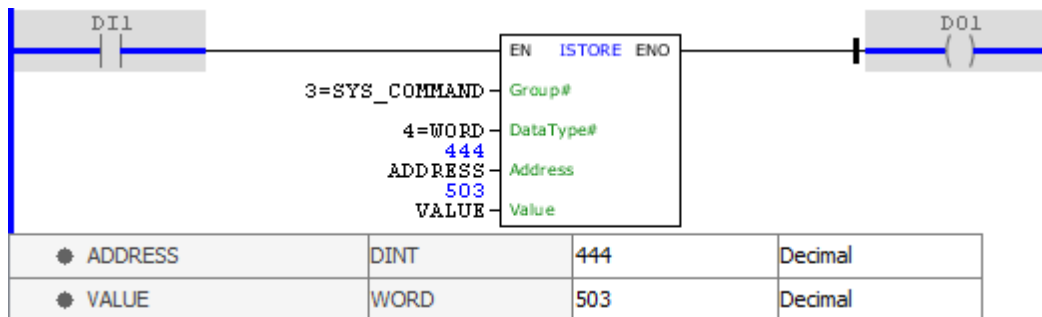 DI1 DO1
EN ISTORE ENO
3=SYS_COMMAND Group#
4=WORD DataType#
444
ADDRESS Address
503
VALUE Value
ADDRESS DINT 444 Decimal
VALUE WORD 503 Decimal